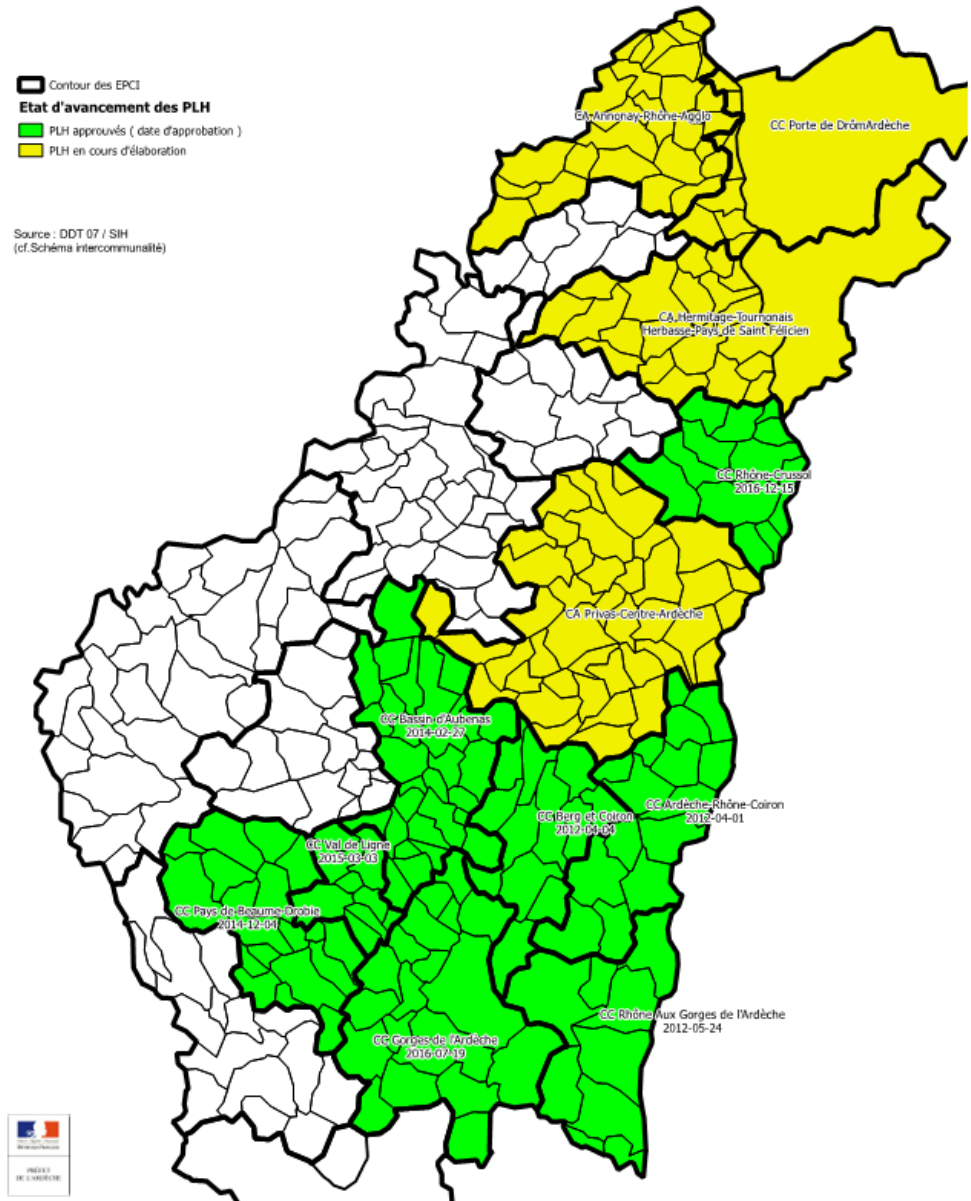 Contour des EPCI
Etat d'avancement des PLH
PLH approuvés ( date d'approbation )
PLH en cours d'élaboration
Source : DDT 07 / SIH
(cf.Schéma intercommunalité)
CA Annonay-Rhône-Agglo
CC Porte de DrômArdèche
CA Hermitage-Tournonais
Herbasse-Pays de Saint Félicien
CC Rhône-Crussol
2016-12-15
CA Privas-Centre-Ardèche
CC Bassin d'Aubenas
2014-02-27
CC Berg et Coiron
2012-04-04
CC Ardèche-Rhône-Coiron
2012-04-01
CC Val de Ligne
2015-03-03
CC Pays de Beaume-Drobie
2014-12-04
CC Rhône Aux Gorges de l'Ardèche
2012-05-24
CC Gorges de l'Ardèche
2016-07-19
PRÉFET
DE L'ARDÈCHE